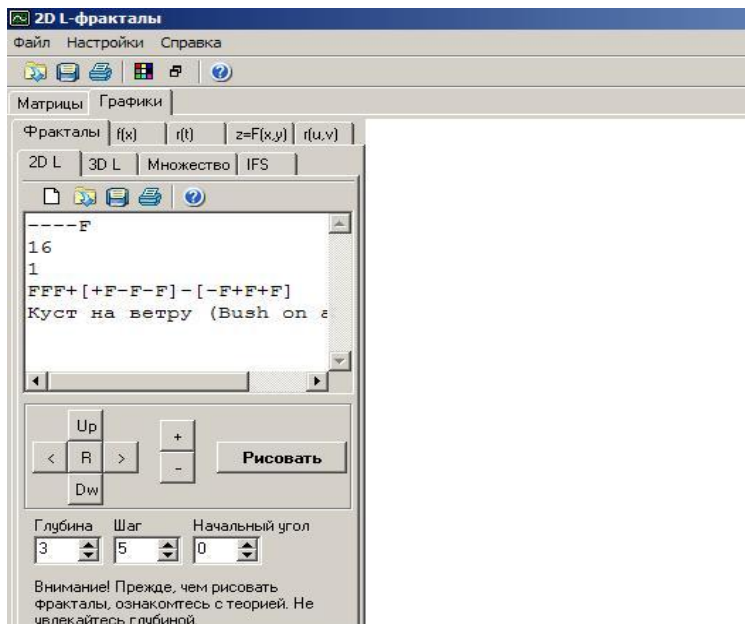 2D L-фракталы
Файл Настройки Справка
Матрицы Графики
Фракталы f(x) r(t) z=F(x,y) r(u,v)
2D L 3D L Множество IFS
----F
16
1
FFF+[+F-F-F]-[-F+F+F]
Куст на ветру (Bush on
Up
+
< R > Рисовать
-
Dw
Глубина Шаг Начальный угол
3 5 0
Внимание! Прежде, чем рисовать
фракталы, ознакомтесь с теорией. Не
увлекайтесь глубиной.